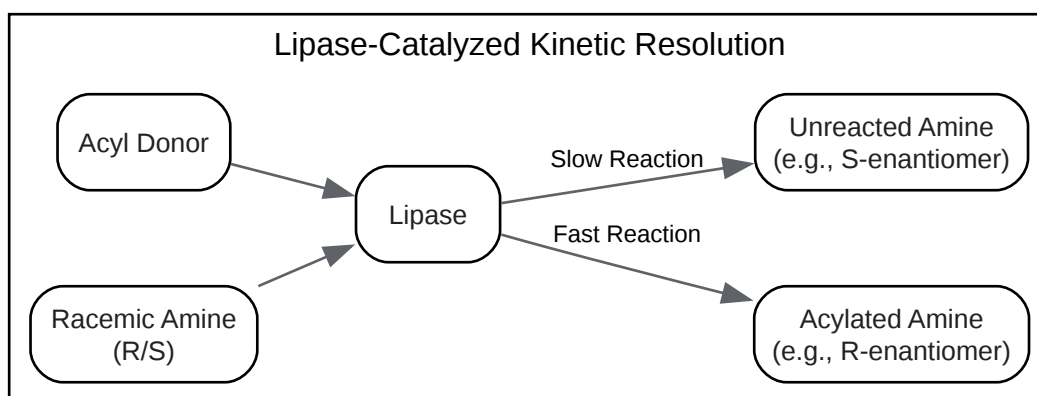 Lipase-Catalyzed Kinetic Resolution
Acyl Donor
Racemic Amine
(R/S)
Lipase
Slow Reaction
Fast Reaction
Unreacted Amine
(e.g., S-enantiomer)
Acylated Amine
(e.g., R-enantiomer)